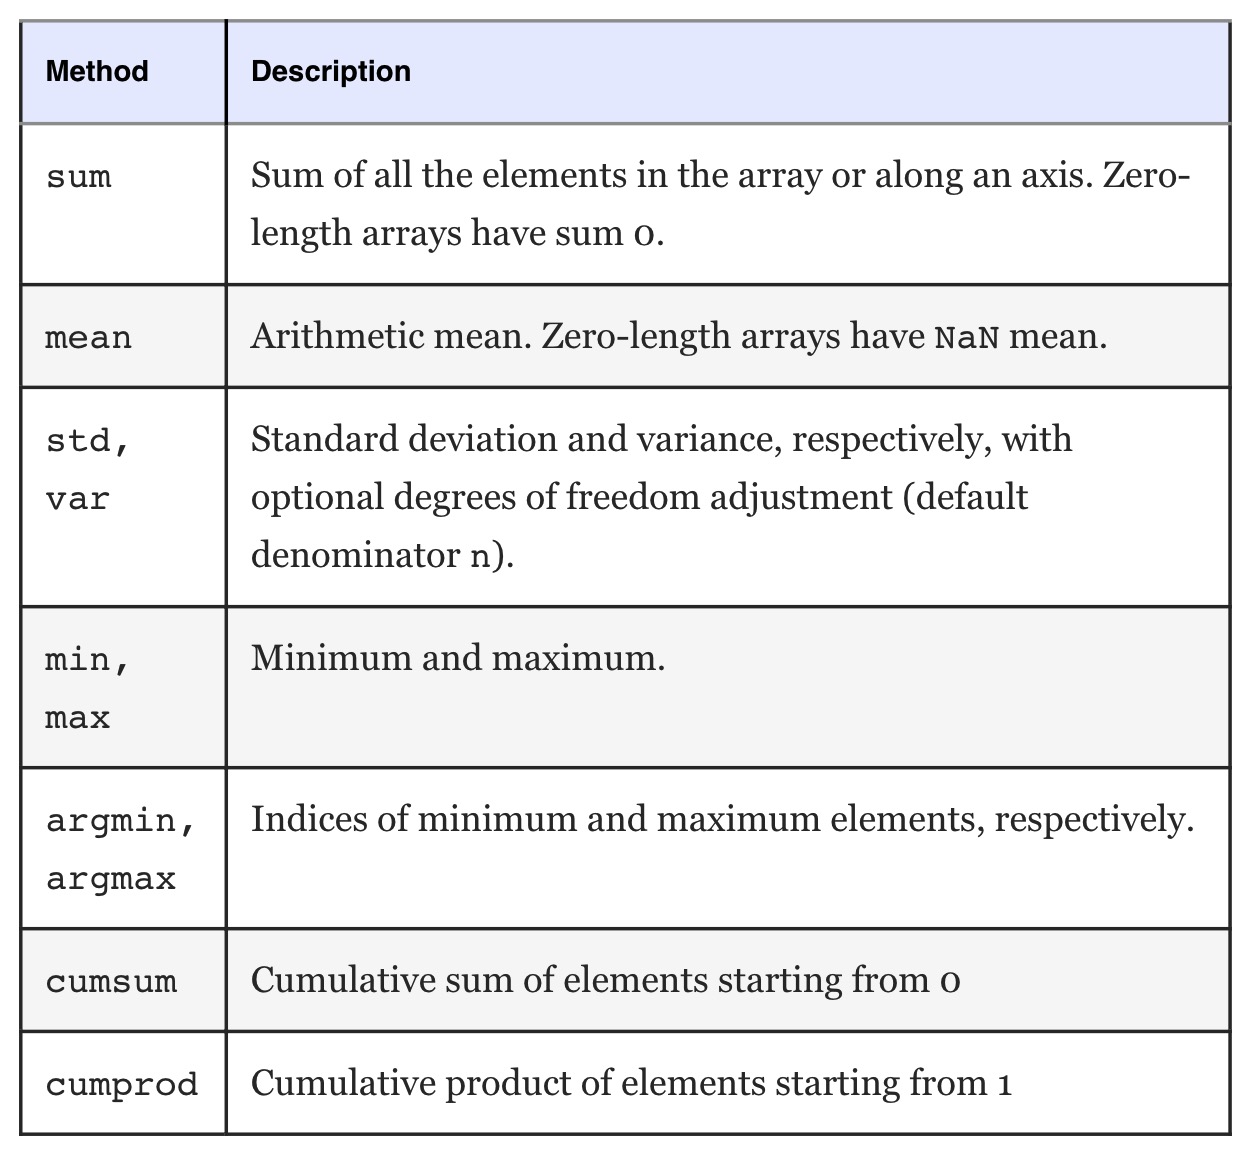 Method Description
sum Sum of all the elements in the array or along an axis. Zero-
length arrays have sum 0.
mean Arithmetic mean. Zero-length arrays have NaN mean.
std, Standard deviation and variance, respectively, with
var optional degrees of freedom adjustment (default
denominator n).
min, Minimum and maximum.
max
argmin, Indices of minimum and maximum elements, respectively.
argmax
cumsum Cumulative sum of elements starting from 0
cumprod Cumulative product of elements starting from 1